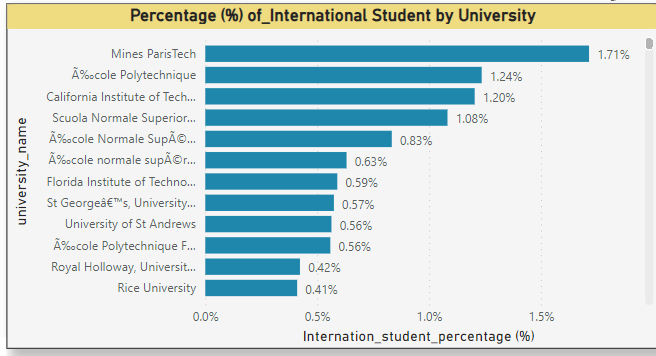 Percentage (%) of_International Student by University
Mines ParisTech 1.71%
Ã‰cole Polytechnique 1.24%
California Institute of Tech... 1.20%
Scuola Normale Superior... 1.08%
Ã‰cole Normale SupÃ©... 0.83%
Ã‰cole normale supÃ©r... 0.63%
Florida Institute of Techno... 0.59%
St Georgeâ€™s, University... 0.57%
University of St Andrews 0.56%
Ã‰cole Polytechnique F... 0.56%
Royal Holloway, Universit... 0.42%
Rice University 0.41%
university_name
0.0% 0.5% 1.0% 1.5%
Internation_student_percentage (%)